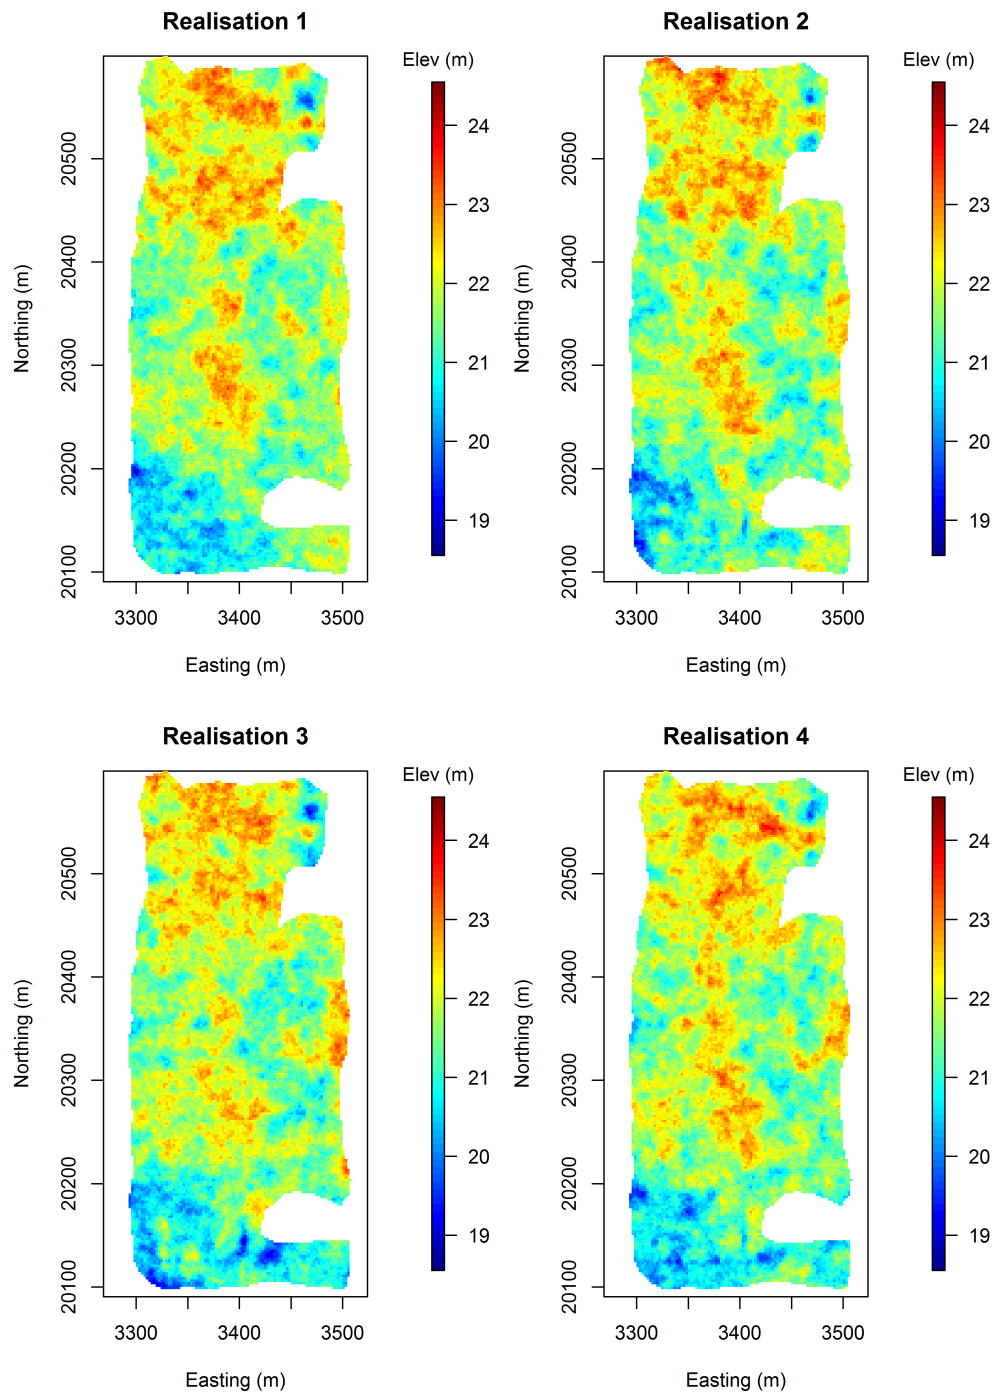 Realisation 1
Elev (m)
24
23
22
21
20
19
20100 20200 20300 20400 20500
Northing (m)
3300 3400 3500
Easting (m)
Realisation 2
Elev (m)
24
23
22
21
20
19
20100 20200 20300 20400 20500
Northing (m)
3300 3400 3500
Easting (m)
Realisation 3
Elev (m)
24
23
22
21
20
19
20100 20200 20300 20400 20500
Northing (m)
3300 3400 3500
Easting (m)
Realisation 4
Elev (m)
24
23
22
21
20
19
20100 20200 20300 20400 20500
Northing (m)
3300 3400 3500
Easting (m)